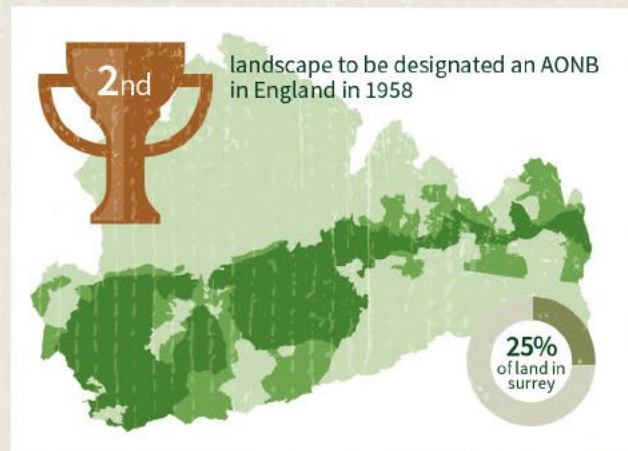 2nd
landscape to be designated an AONB
in England in 1958
25%
of land in
surrey